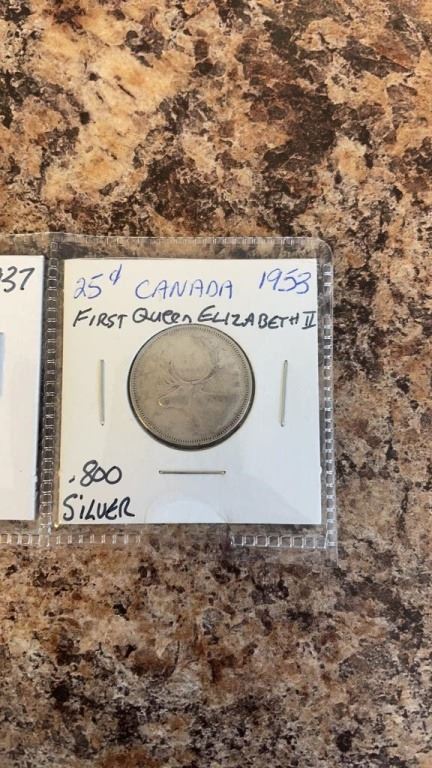 37
25¢ CANADA 1953
FIRST QUEEN ELIZABETH II
.800
SILVER